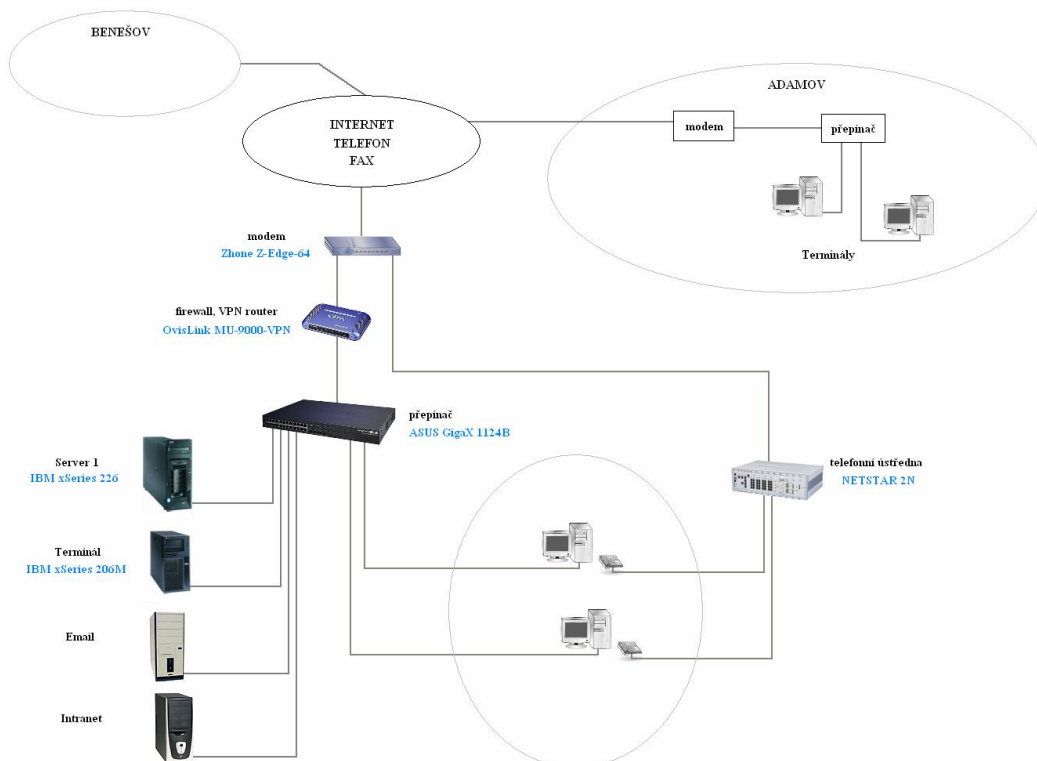 BENEŠOV
ADAMOV
INTERNET
TELEFON
FAX
modem
přepínač
Terminály
modem
Zhone Z-Edge-64
firewall, VPN router
OvisLink MU-9000-VPN
přepínač
ASUS GigaX 1124B
Server 1
IBM xSeries 226
telefonní ústředna
NETSTAR 2N
Terminál
IBM xSeries 206M
Email
Intranet